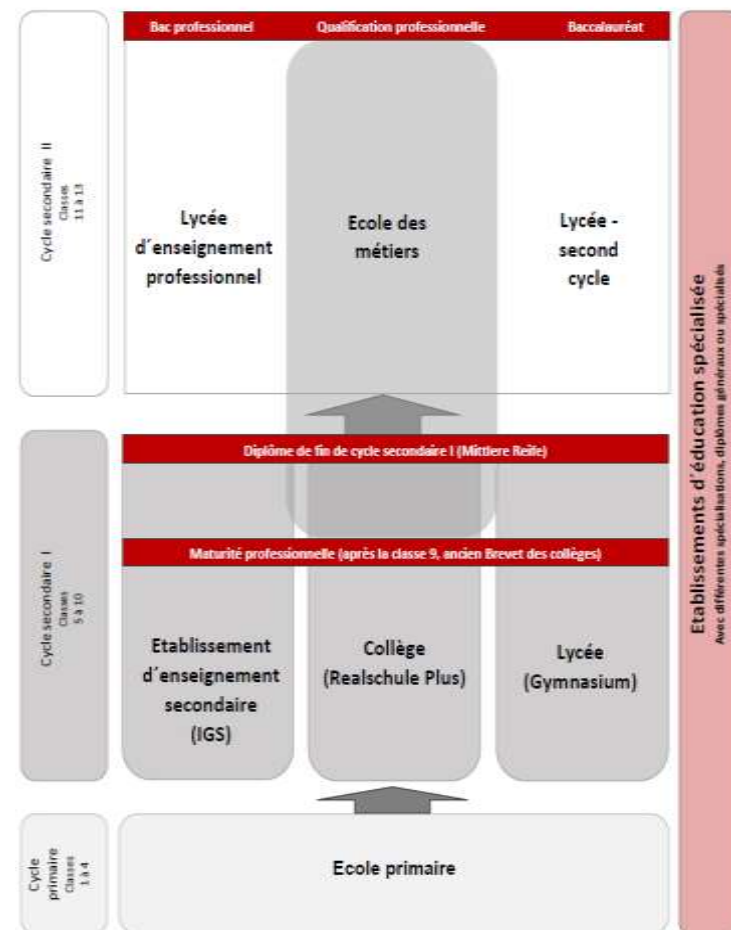 Bac professionnel
Qualification professionnelle
Baccalauréat
Cycle secondaire II
Classes
11 à 13
Lycée
d´enseignement
professionnel
Ecole des
métiers
Lycée -
second
cycle
Diplôme de fin de cycle secondaire I (Mittlere Reife)
Maturité professionnelle (après la classe 9, ancien Brevet des collèges)
Cycle secondaire I
Classes
5 à 10
Etablissement
d´enseignement
secondaire
(IGS)
Collège
(Realschule Plus)
Lycée
(Gymnasium)
Cycle
primaire
Classes
1 à 4
Ecole primaire
Etablissements d´éducation spécialisée
Avec différentes spécialisations, diplômes généraux ou spécialisés